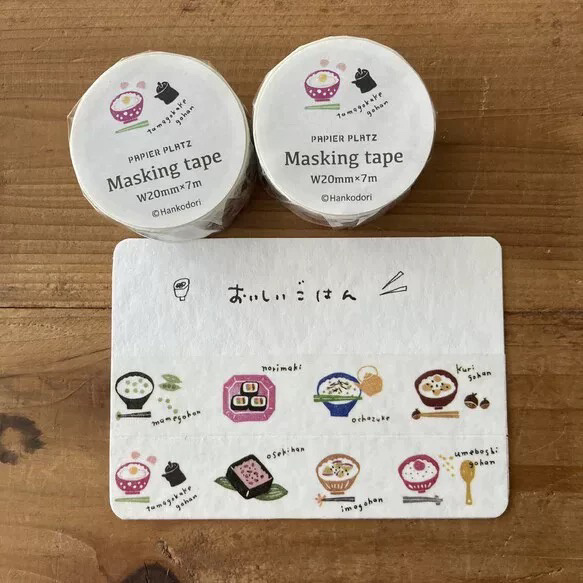 tamagokake
gohan
PAPIER PLATZ
Masking tape
W20mm×7m
©Hankodori
tamagokake
gohan
PAPIER PLATZ
Masking tape
W20mm×7m
©Hankodori
おいしいごはん
mamegohan
norimaki
ochazuke
kuri
gohan
tamagokake
gohan
osekihan
imogohan
umeboshi
gohan